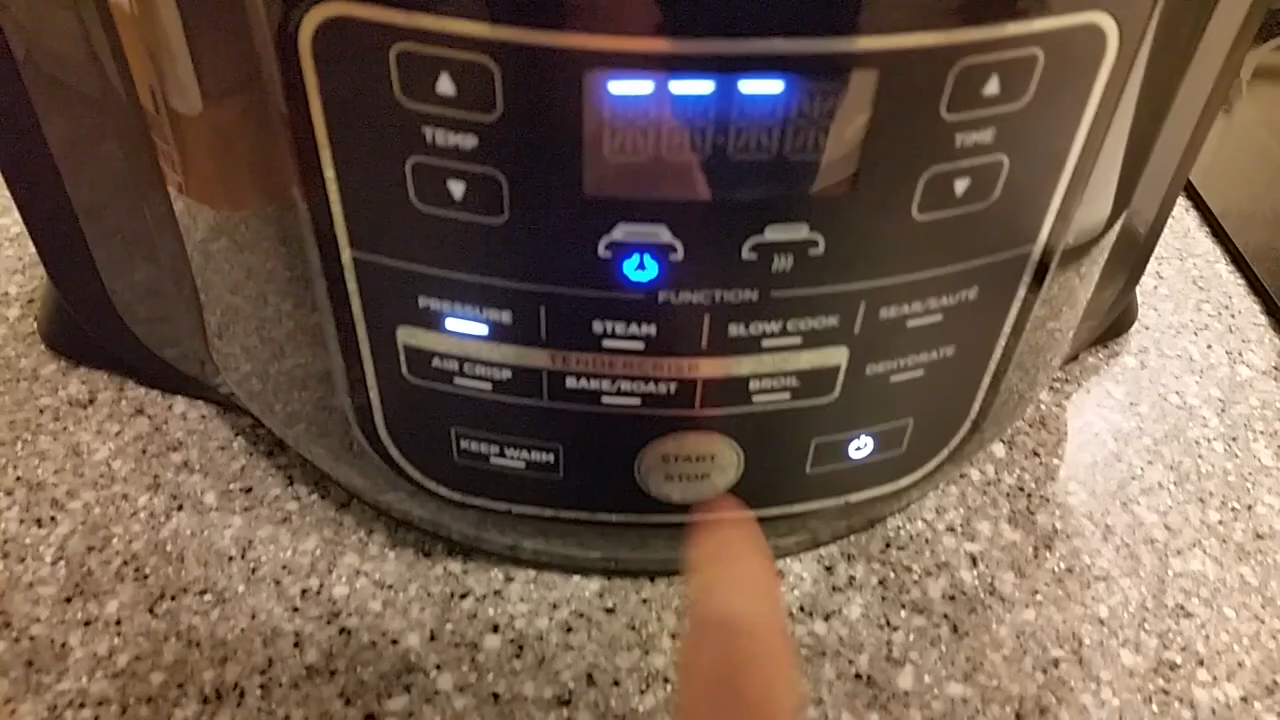 TEMP
TIME
FUNCTION
PRESSURE
STEAM
SLOW COOK
SEAR/SAUTÉ
TENDERCRISP
AIR CRISP
BAKE/ROAST
BROIL
DEHYDRATE
KEEP WARM
START
STOP